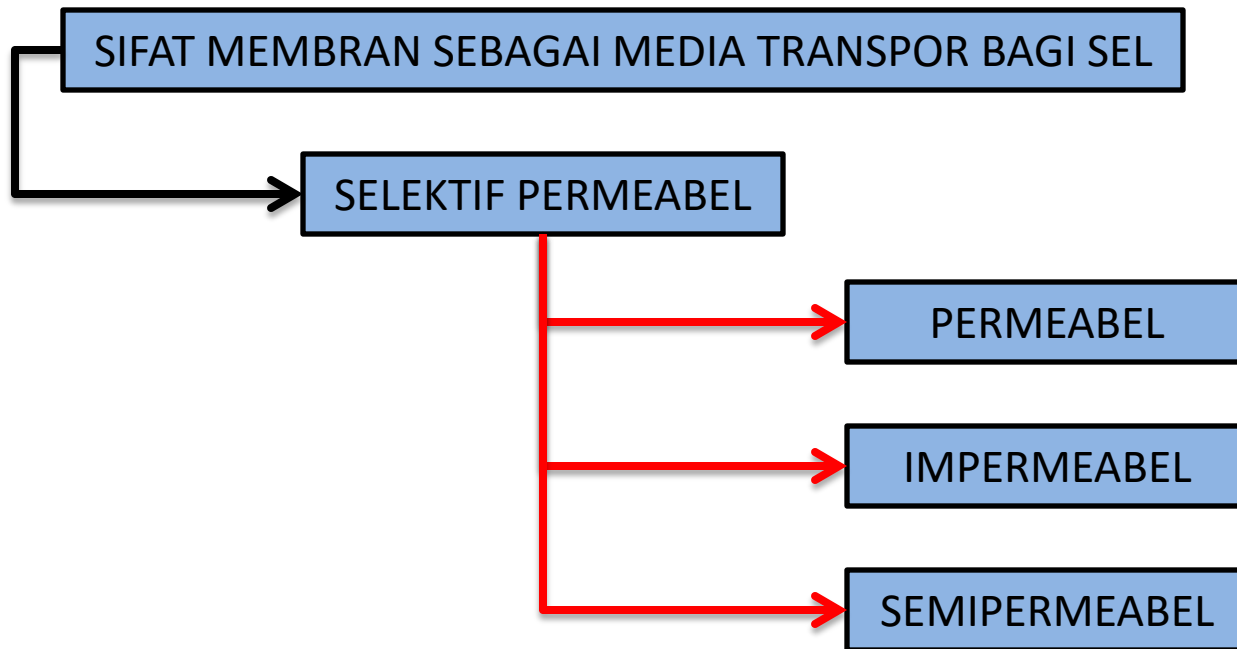 SIFAT MEMBRAN SEBAGAI MEDIA TRANSPOR BAGI SEL
SELEKTIF PERMEABEL
PERMEABEL
IMPERMEABEL
SEMIPERMEABEL